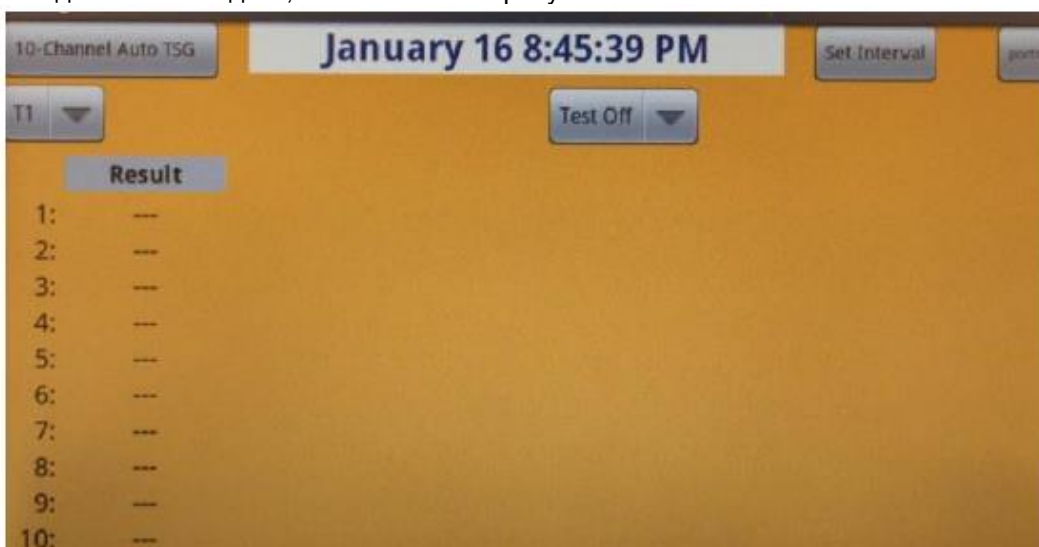 10-Channel Auto TSG
January 16 8:45:39 PM
Set Interval
T1
Test Off
Result
1: ---
2: ---
3: ---
4: ---
5: ---
6: ---
7: ---
8: ---
9: ---
10: ---